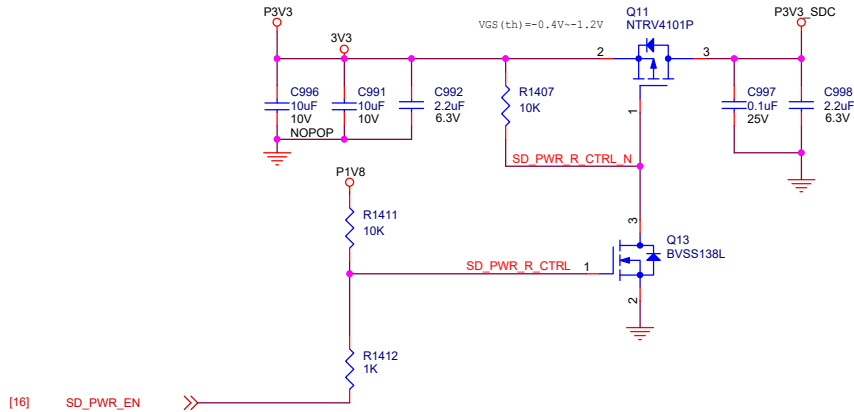 P3V3
3V3
VGS(th)=-0.4V~-1.2V
Q11
NTRV4101P
P3V3_SDC
2
3
1
C996
10uF
10V
NOPOP
C991
10uF
10V
C992
2.2uF
6.3V
R1407
10K
C997
0.1uF
25V
C998
2.2uF
6.3V
SD_PWR_R_CTRL_N
P1V8
R1411
10K
3
Q13
BVSS138L
SD_PWR_R_CTRL
1
2
R1412
1K
[16] SD_PWR_EN